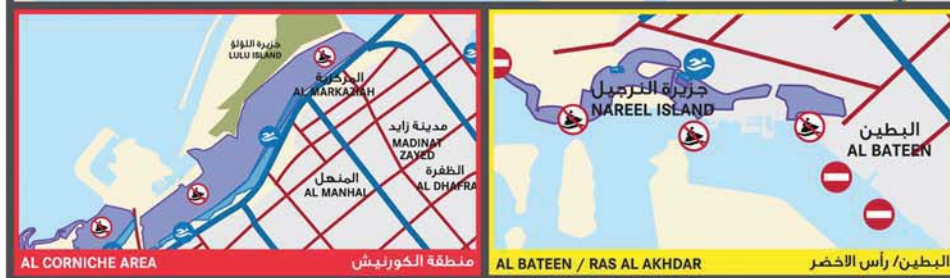 جزيرة اللؤلؤ
LULU ISLAND
المركزية
AL MARKAZIAH
مدينة زايد
MADINAT
ZAYED
الظفرة
AL DHAFRA
المنهل
AL MANHAL
AL CORNICHE AREA
منطقة الكورنيش
جزيرة النرجيل
NAREEL ISLAND
البطين
AL BATEEN
AL BATEEN / RAS AL AKHDAR
البطين/ رأس الاخضر